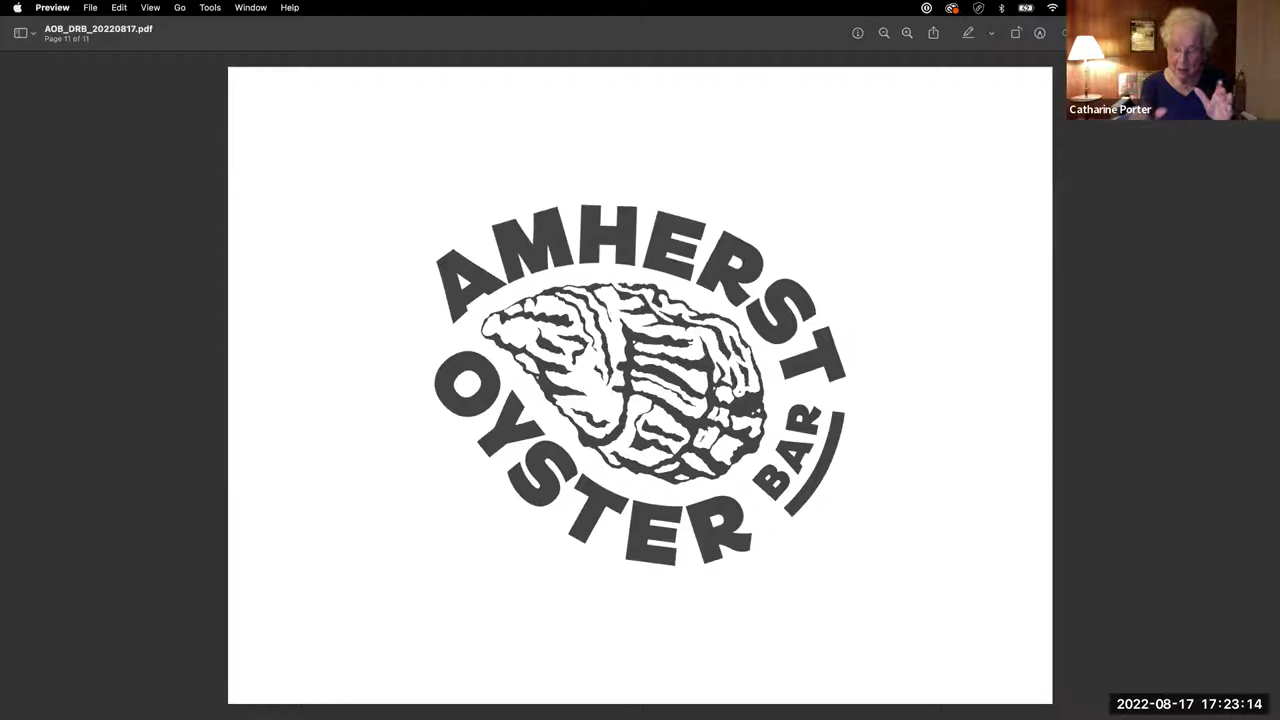 Preview File Edit View Go Tools Window Help
AOB_DRB_20220817.pdf
Page 11 of 11
Catharine Porter
AMHERST
OYSTER
BAR
2022-08-17 17:23:14